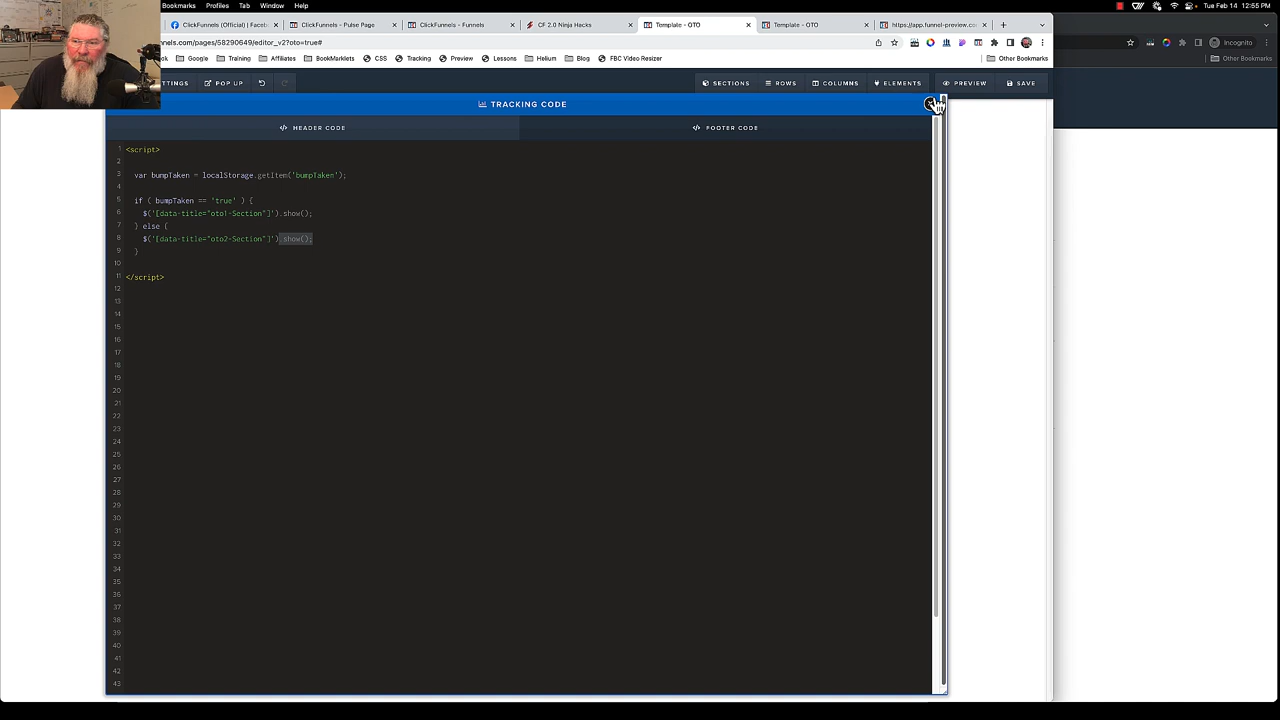 Bookmarks Profiles Tab Window Help
Tue Feb 14 12:55 PM
ClickFunnels (Official) | Faceb
ClickFunnels - Pulse Page
ClickFunnels - Funnels
CF 2.0 Ninja Hacks
Template - OTO
Template - OTO
https://app.funnel-preview.com
nnels.com/pages/58290649/editor_v2?oto=true#
Incognito
Google Training Affiliates BookMarklets CSS Tracking Preview Lessons Helium Blog FBC Video Resizer Other Bookmarks
Other Bookmarks
TTINGS POP UP SECTIONS ROWS COLUMNS ELEMENTS PREVIEW SAVE
TRACKING CODE
HEADER CODE FOOTER CODE
1 <script>
2
3 var bumpTaken = localStorage.getItem('bumpTaken');
4
5 if ( bumpTaken == 'true' ) {
6 $('[data-title="oto1-Section"]').show();
7 } else {
8 $('[data-title="oto2-Section"]').show();
9 }
10
11 </script>
12
13
14
15
16
17
18
19
20
21
22
23
24
25
26
27
28
29
30
31
32
33
34
35
36
37
38
39
40
41
42
43